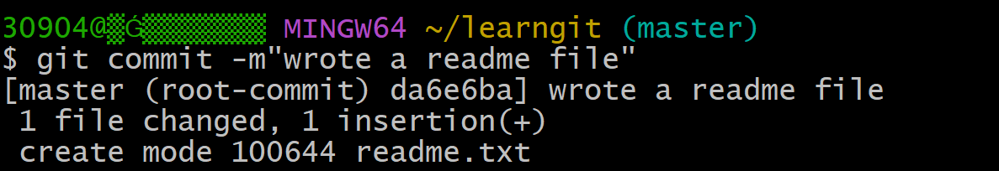 30904@▒Ǵ▒▒▒▒▒▒▒ MINGW64 ~/learngit (master)
$ git commit -m"wrote a readme file"
[master (root-commit) da6e6ba] wrote a readme file
 1 file changed, 1 insertion(+)
 create mode 100644 readme.txt